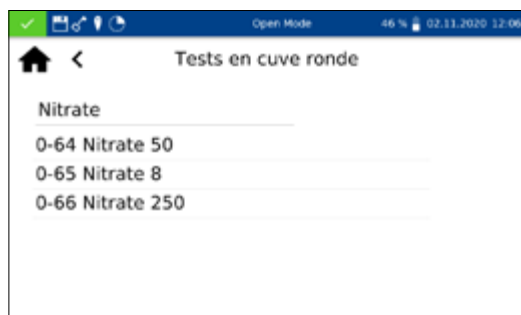 Open Mode 46 % 02.11.2020 12:06
Tests en cuve ronde
Nitrate
0-64 Nitrate 50
0-65 Nitrate 8
0-66 Nitrate 250